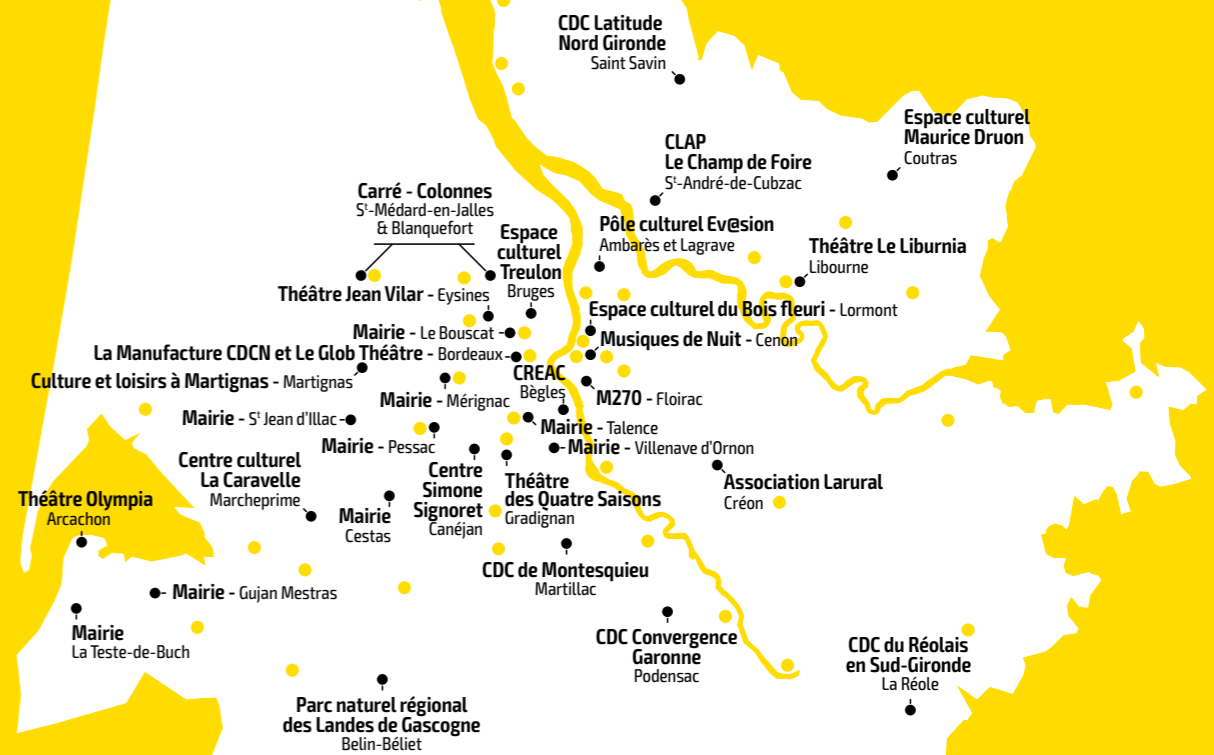 CDC Latitude
Nord Gironde
Saint Savin
Espace culturel
Maurice Druon
Coutras
CLAP
Le Champ de Foire
Sᵗ-André-de-Cubzac
Carré - Colonnes
Sᵗ-Médard-en-Jalles
& Blanquefort
Pôle culturel Ev@sion
Ambarès et Lagrave
Espace
culturel
Treulon
Bruges
Théâtre Le Liburnia
Libourne
Théâtre Jean Vilar - Eysines
Espace culturel du Bois fleuri - Lormont
Mairie - Le Bouscat
Musiques de Nuit - Cenon
La Manufacture CDCN et Le Glob Théâtre - Bordeaux
Culture et loisirs à Martignas - Martignas
CREAC
Bègles
Mairie - Mérignac
M270 - Floirac
Mairie - Sᵗ Jean d'Illac
Mairie - Talence
Mairie - Pessac
Mairie - Villenave d'Ornon
Centre culturel
La Caravelle
Marcheprime
Centre
Simone
Signoret
Canéjan
Théâtre
des Quatre Saisons
Gradignan
Association Larural
Créon
Théâtre Olympia
Arcachon
Mairie
Cestas
CDC de Montesquieu
Martillac
Mairie - Gujan Mestras
Mairie
La Teste-de-Buch
CDC Convergence
Garonne
Podensac
CDC du Réolais
en Sud-Gironde
La Réole
Parc naturel régional
des Landes de Gascogne
Belin-Béliet